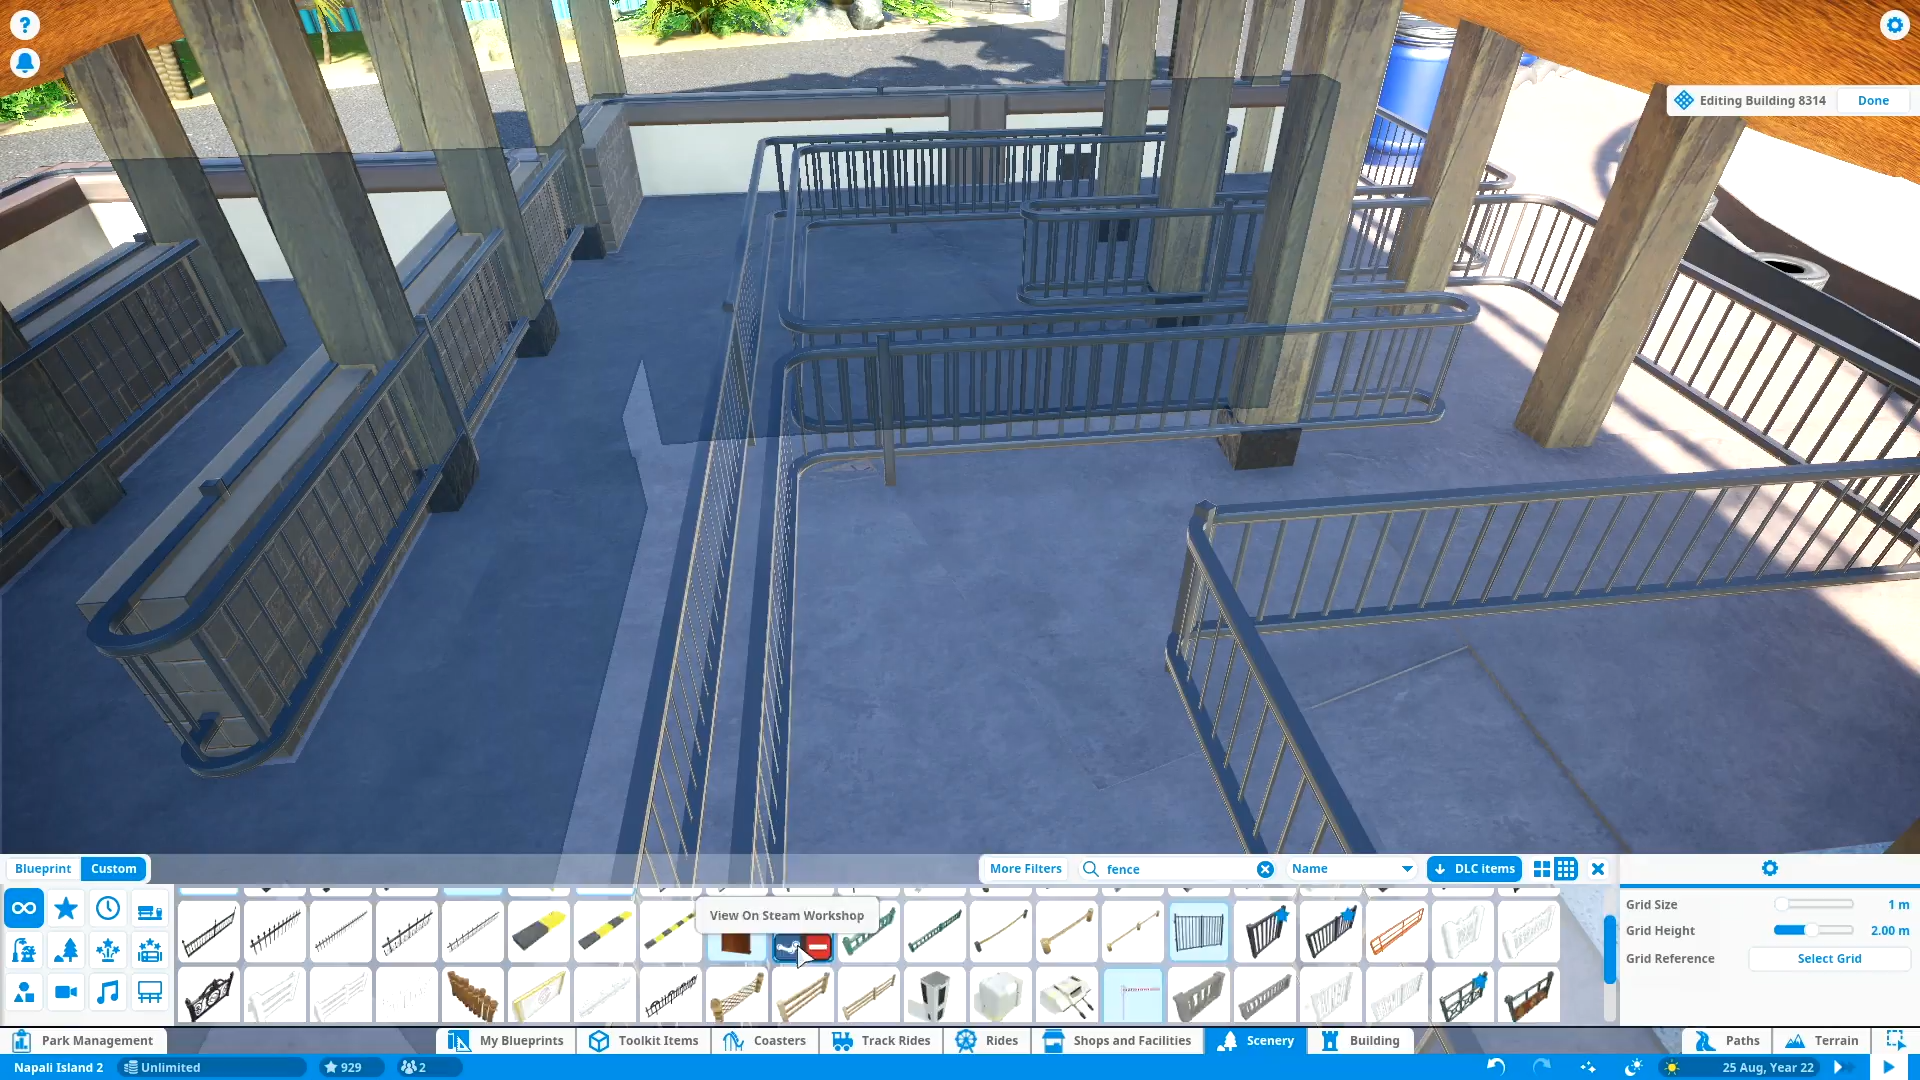 ?
Editing Building 8314
Done
Blueprint
Custom
More Filters
fence
Name
DLC items
View On Steam Workshop
Grid Size
1 m
Grid Height
2.00 m
Grid Reference
Select Grid
Park Management
My Blueprints
Toolkit Items
Coasters
Track Rides
Rides
Shops and Facilities
Scenery
Building
Paths
Terrain
Napali Island 2
Unlimited
929
2
25 Aug, Year 22